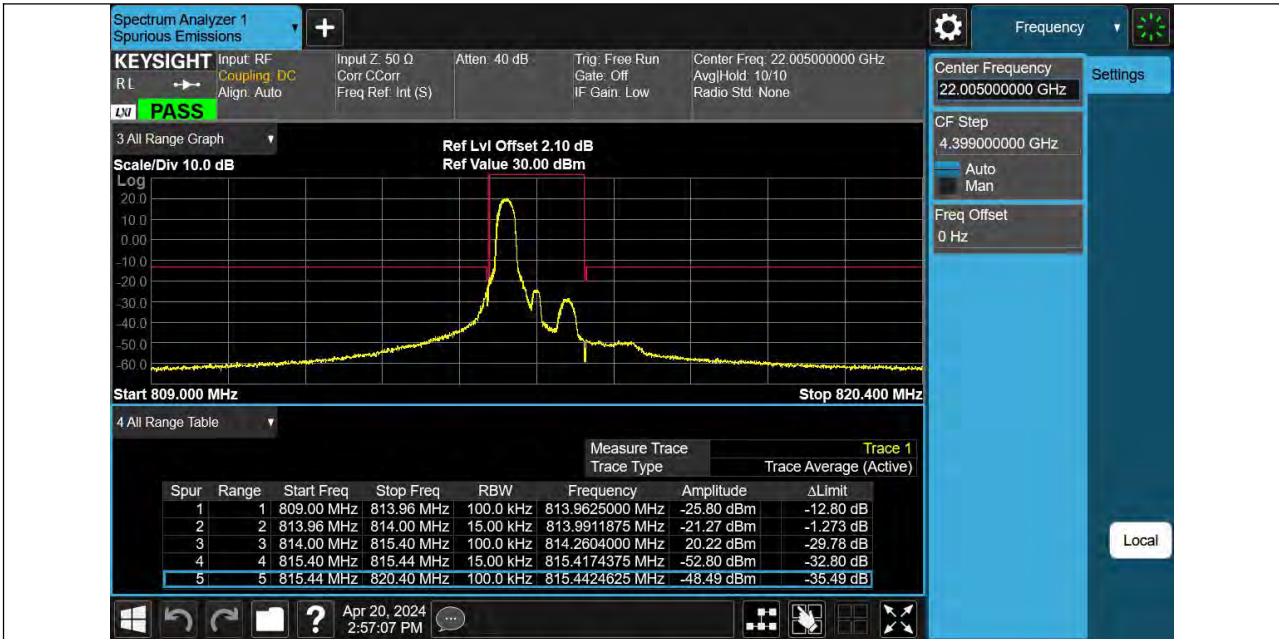 Spectrum Analyzer 1
Spurious Emissions
Frequency
KEYSIGHT Input: RF Input Z: 50 Ω Atten: 40 dB Trig: Free Run Center Freq: 22.005000000 GHz
RL Coupling: DC Corr CCorr Gate: Off Avg|Hold: 10/10
Align: Auto Freq Ref: Int (S) IF Gain: Low Radio Std: None
LXI PASS
Center Frequency
22.005000000 GHz
Settings
CF Step
4.399000000 GHz
Auto
Man
Freq Offset
0 Hz
3 All Range Graph
Ref Lvl Offset 2.10 dB
Scale/Div 10.0 dB Ref Value 30.00 dBm
Log
20.0
10.0
0.00
-10.0
-20.0
-30.0
-40.0
-50.0
-60.0
Start 809.000 MHz Stop 820.400 MHz
4 All Range Table
Measure Trace Trace 1
Trace Type Trace Average (Active)
Spur Range Start Freq Stop Freq RBW Frequency Amplitude ΔLimit
1 1 809.00 MHz 813.96 MHz 100.0 kHz 813.9625000 MHz -25.80 dBm -12.80 dB
2 2 813.96 MHz 814.00 MHz 15.00 kHz 813.9911875 MHz -21.27 dBm -1.273 dB
3 3 814.00 MHz 815.40 MHz 100.0 kHz 814.2604000 MHz 20.22 dBm -29.78 dB
4 4 815.40 MHz 815.44 MHz 15.00 kHz 815.4174375 MHz -52.80 dBm -32.80 dB
5 5 815.44 MHz 820.40 MHz 100.0 kHz 815.4424625 MHz -48.49 dBm -35.49 dB
Local
Apr 20, 2024
2:57:07 PM